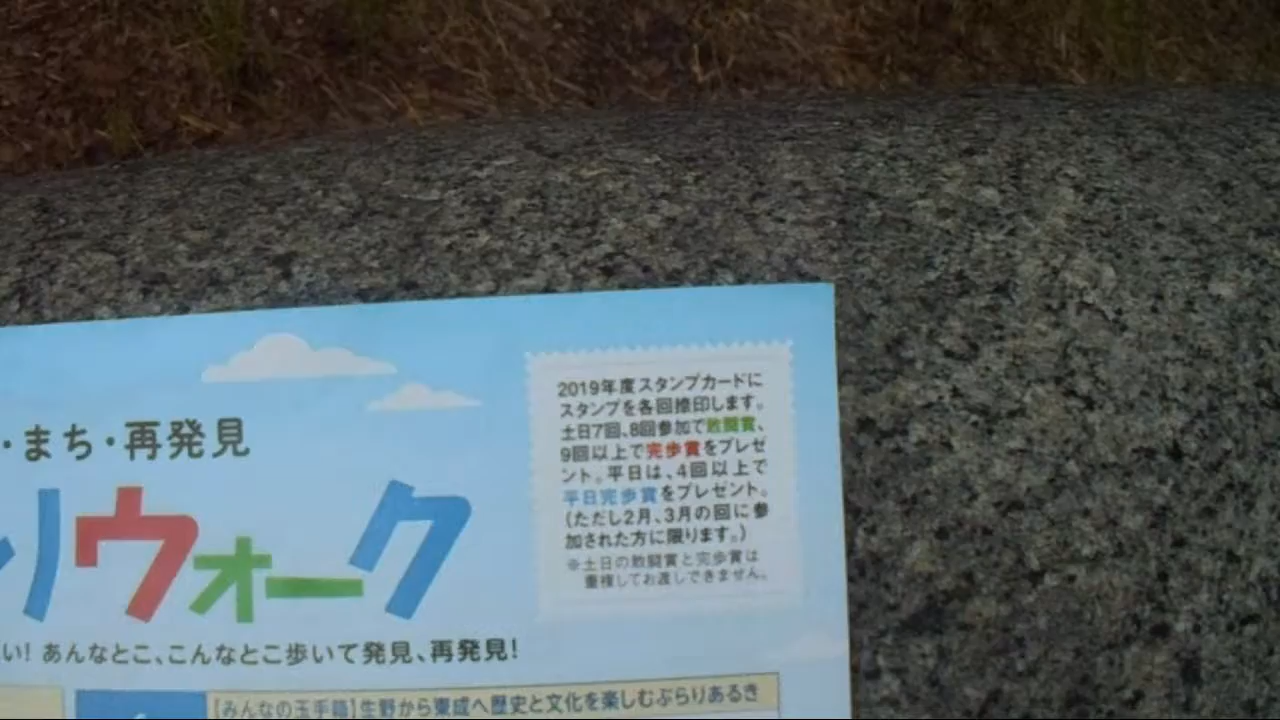 ・まち・再発見
リウォーク
い! あんなとこ、こんなとこ歩いて発見、再発見!
2019年度スタンプカードに
スタンプを各回捺印します。
土日7回、8回参加で敢闘賞、
9回以上で完歩賞をプレゼ
ント。平日は、4回以上で
平日完歩賞をプレゼント。
(ただし2月、3月の回に参
加された方に限ります。)
※土日の敢闘賞と完歩賞は
重複してお渡しできません。
【みんなの玉手箱】生野から東成へ歴史と文化を楽しむぶらりあるき